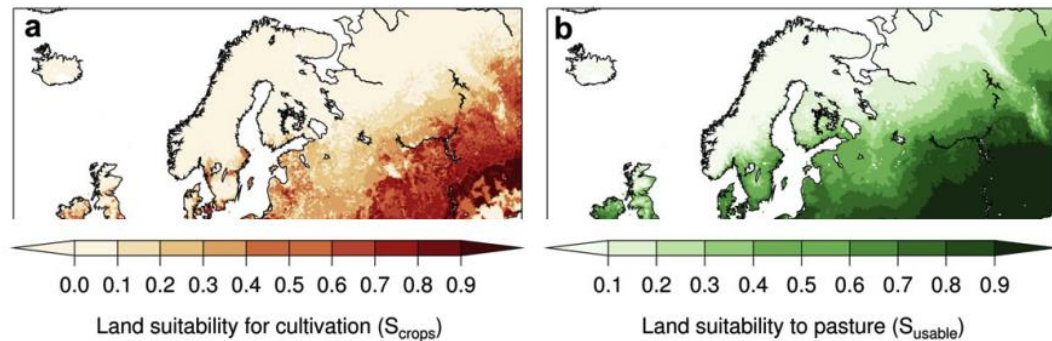 a
b
0.0 0.1 0.2 0.3 0.4 0.5 0.6 0.7 0.8 0.9
0.1 0.2 0.3 0.4 0.5 0.6 0.7 0.8 0.9
Land suitability for cultivation (Scrops)
Land suitability to pasture (Susable)